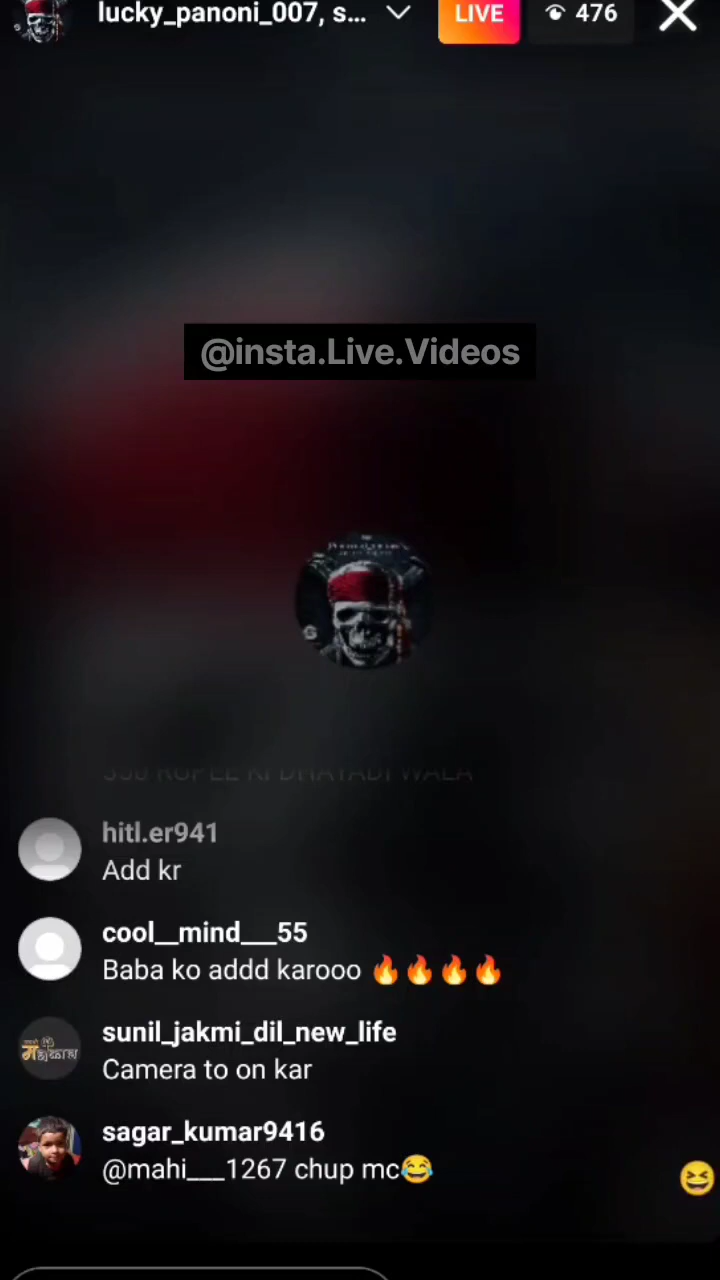 lucky_panoni_007, s...
LIVE
476
@insta.Live.Videos
hitl.er941
Add kr
cool__mind___55
Baba ko addd karooo 🔥🔥🔥🔥
sunil_jakmi_dil_new_life
Camera to on kar
sagar_kumar9416
@mahi___1267 chup mc😂
😆